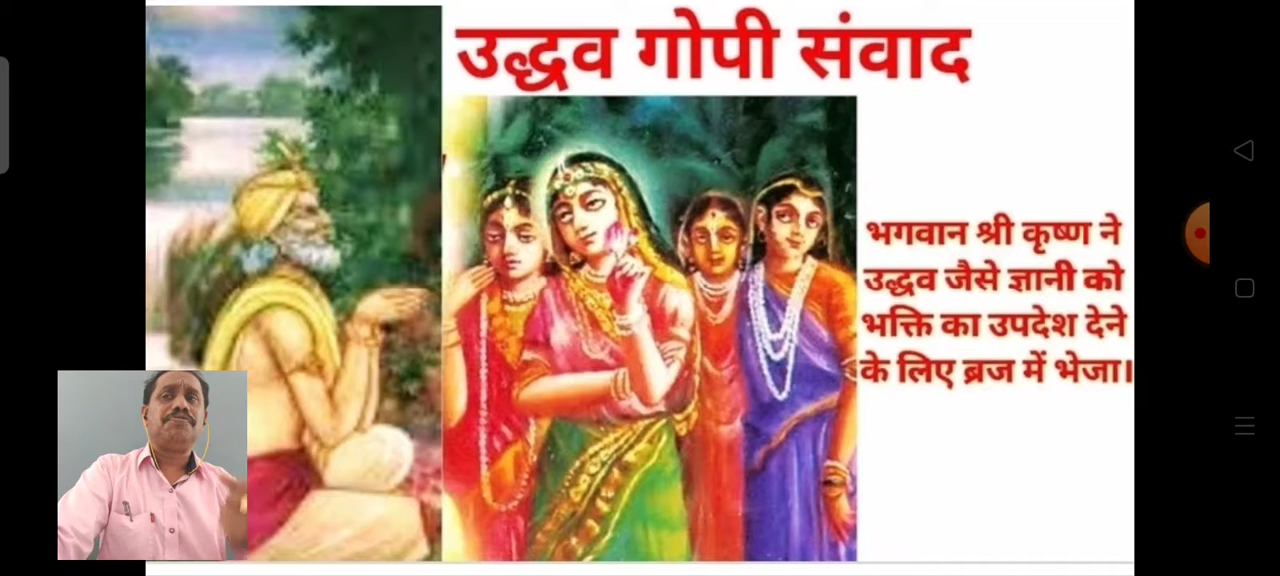 उद्धव गोपी संवाद
भगवान श्री कृष्ण ने
उद्धव जैसे ज्ञानी को
भक्ति का उपदेश देने
के लिए ब्रज में भेजा।